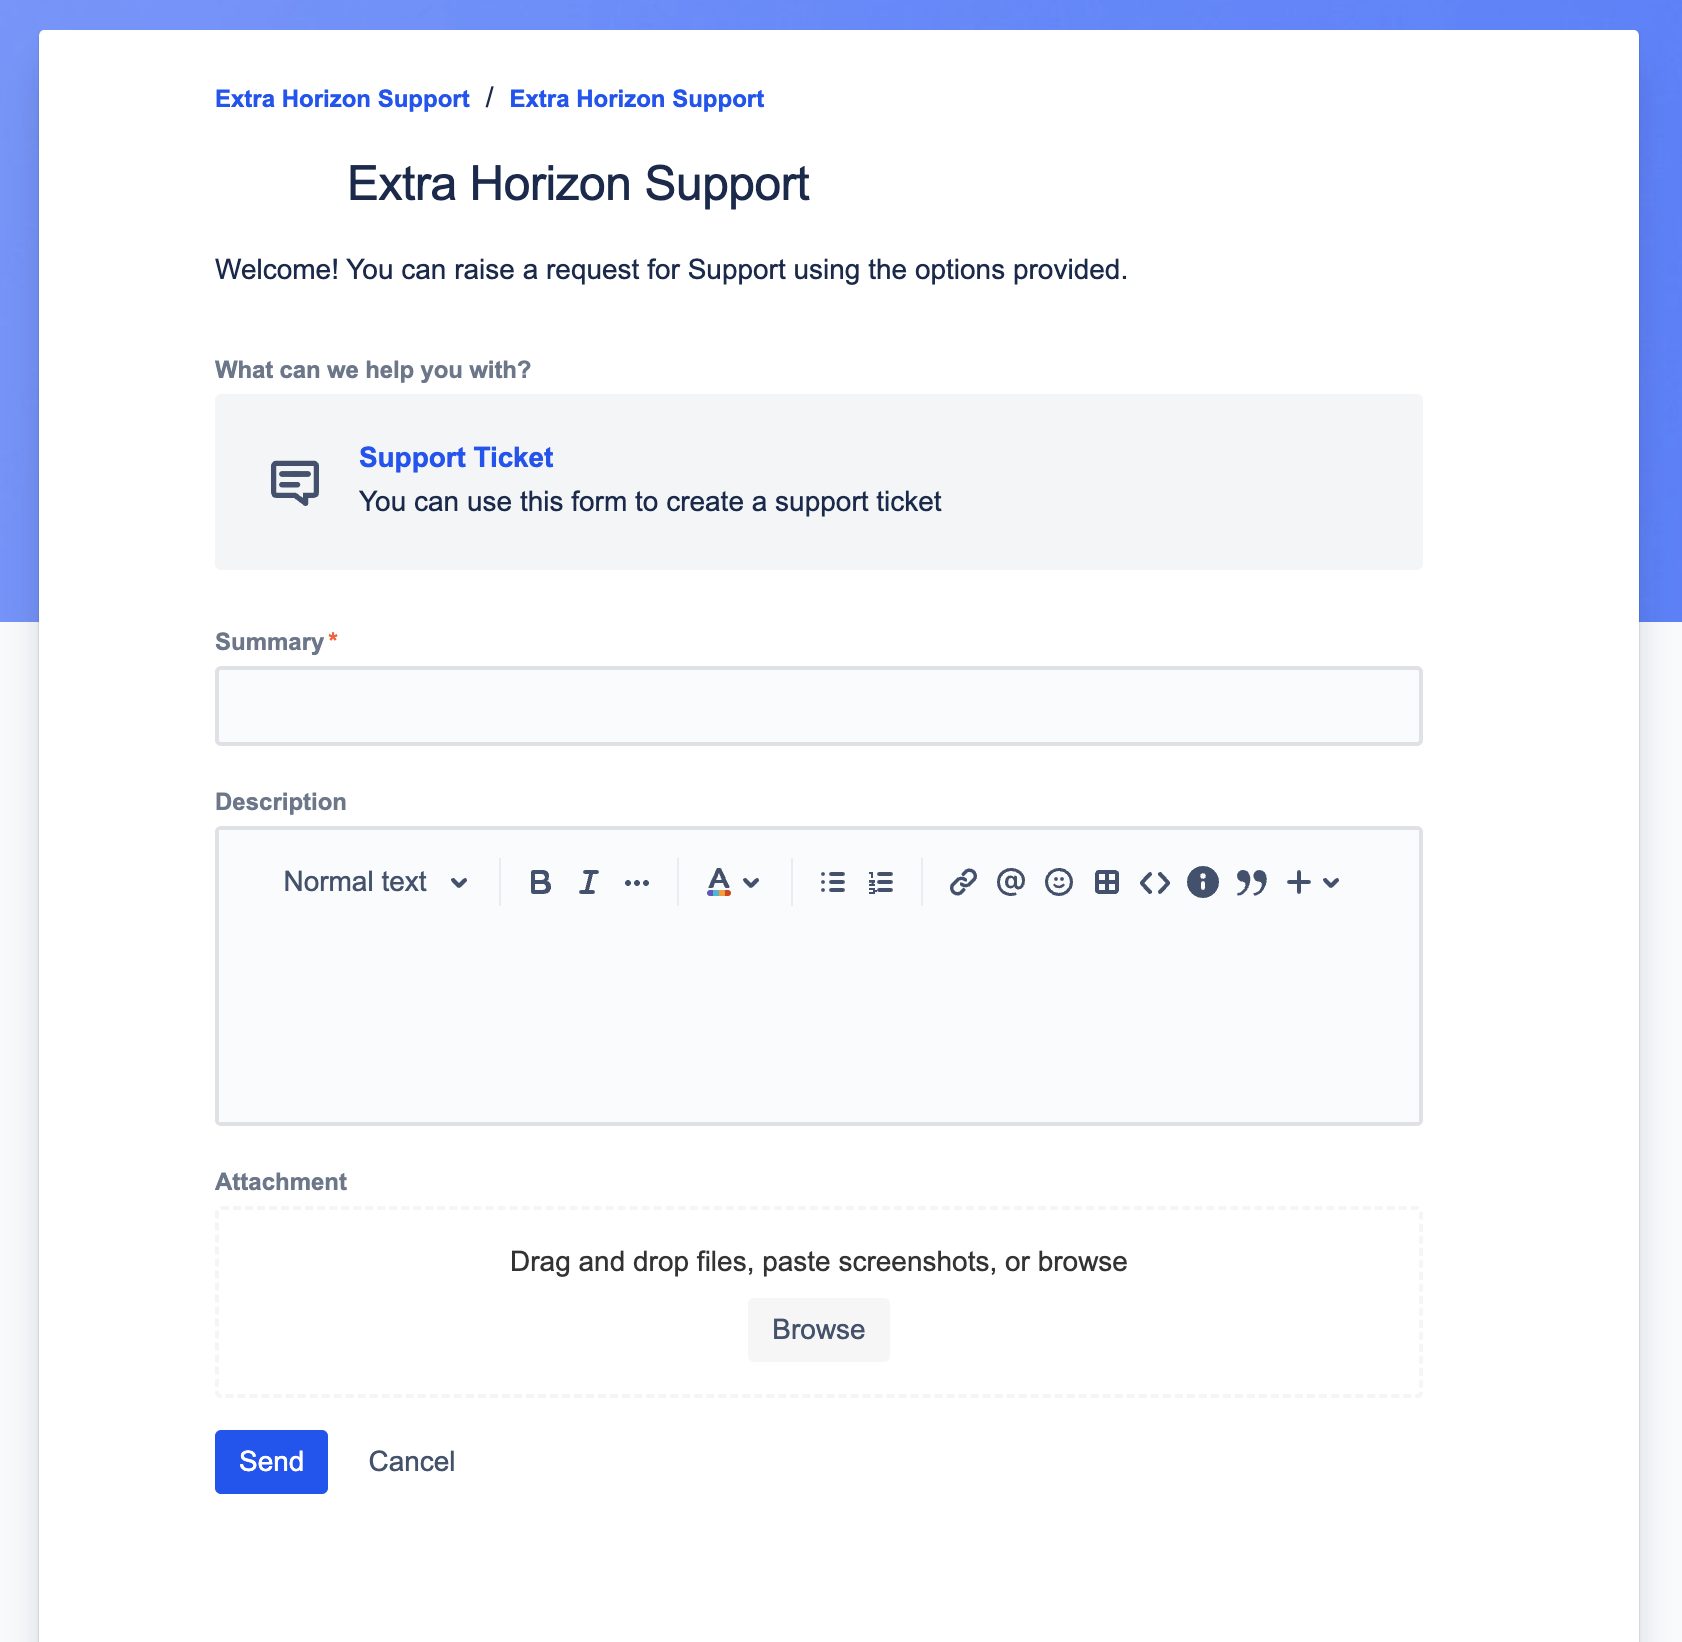 Extra Horizon Support / Extra Horizon Support
Extra Horizon Support
Welcome! You can raise a request for Support using the options provided.
What can we help you with?
Support Ticket
You can use this form to create a support ticket
Summary*
Description
Normal text B I ••• A @
Attachment
Drag and drop files, paste screenshots, or browse
Browse
Send Cancel